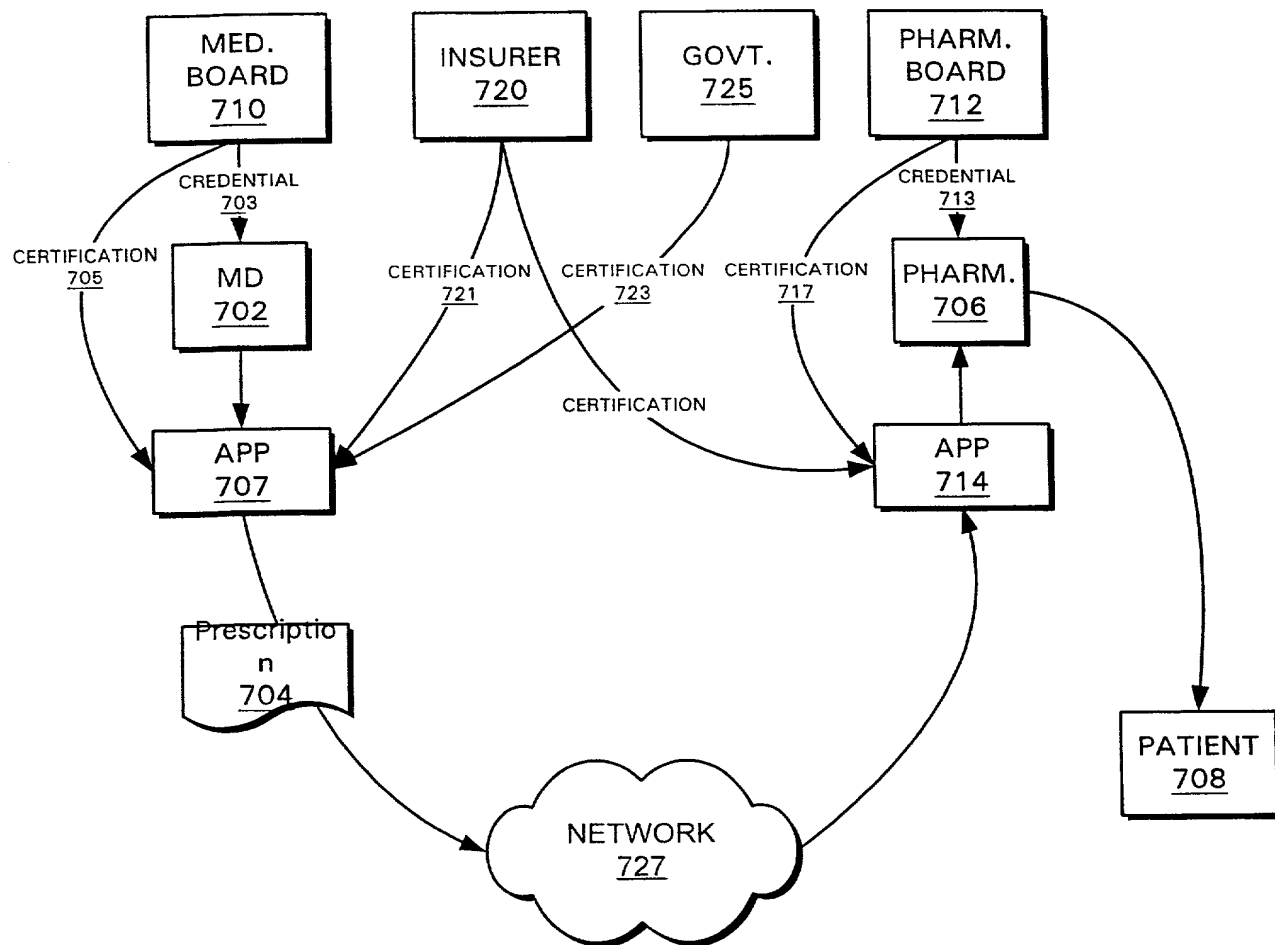 MED.
BOARD
710
INSURER
720
GOVT.
725
PHARM.
BOARD
712
CREDENTIAL
703
CREDENTIAL
713
CERTIFICATION
705
MD
702
CERTIFICATION
721
CERTIFICATION
723
CERTIFICATION
717
PHARM.
706
CERTIFICATION
APP
707
APP
714
Prescriptio
n
704
PATIENT
708
NETWORK
727